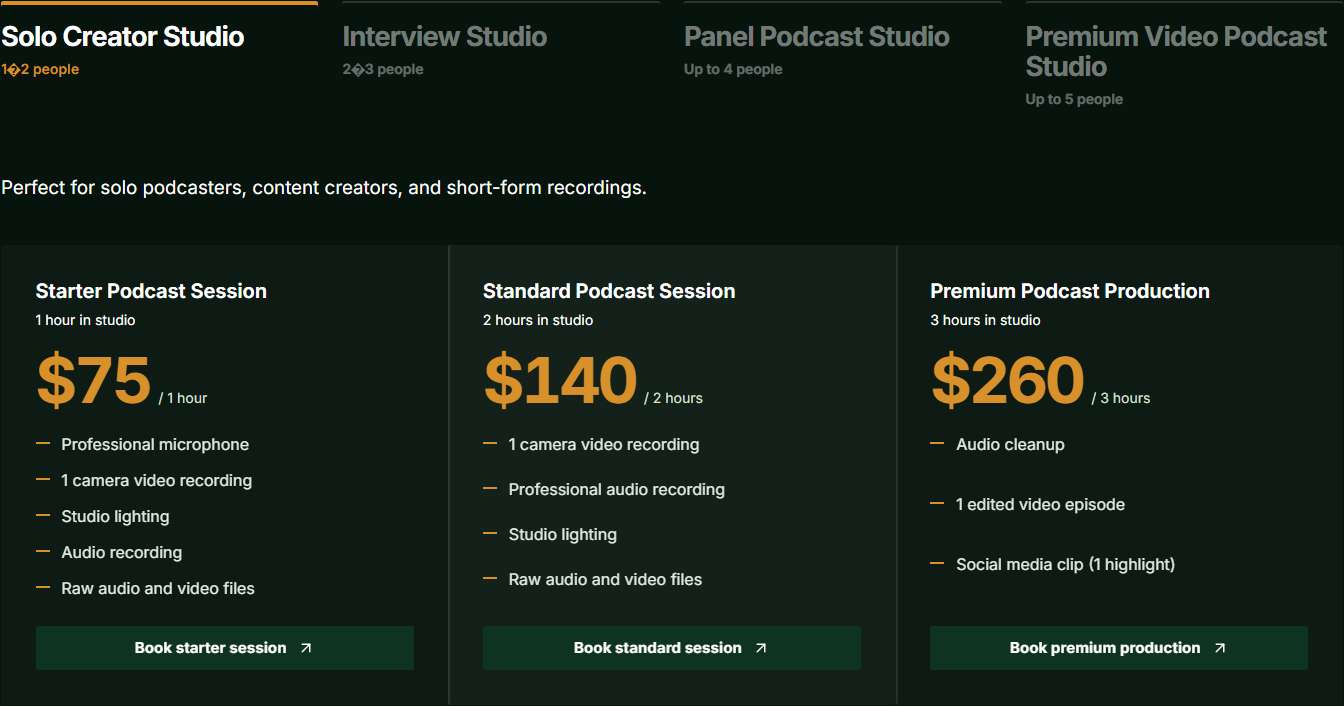 Solo Creator Studio
1�2 people
Interview Studio
2�3 people
Panel Podcast Studio
Up to 4 people
Premium Video Podcast
Studio
Up to 5 people
Perfect for solo podcasters, content creators, and short-form recordings.
Starter Podcast Session
1 hour in studio
$75 / 1 hour
Professional microphone
1 camera video recording
Studio lighting
Audio recording
Raw audio and video files
Book starter session
Standard Podcast Session
2 hours in studio
$140 / 2 hours
1 camera video recording
Professional audio recording
Studio lighting
Raw audio and video files
Book standard session
Premium Podcast Production
3 hours in studio
$260 / 3 hours
Audio cleanup
1 edited video episode
Social media clip (1 highlight)
Book premium production